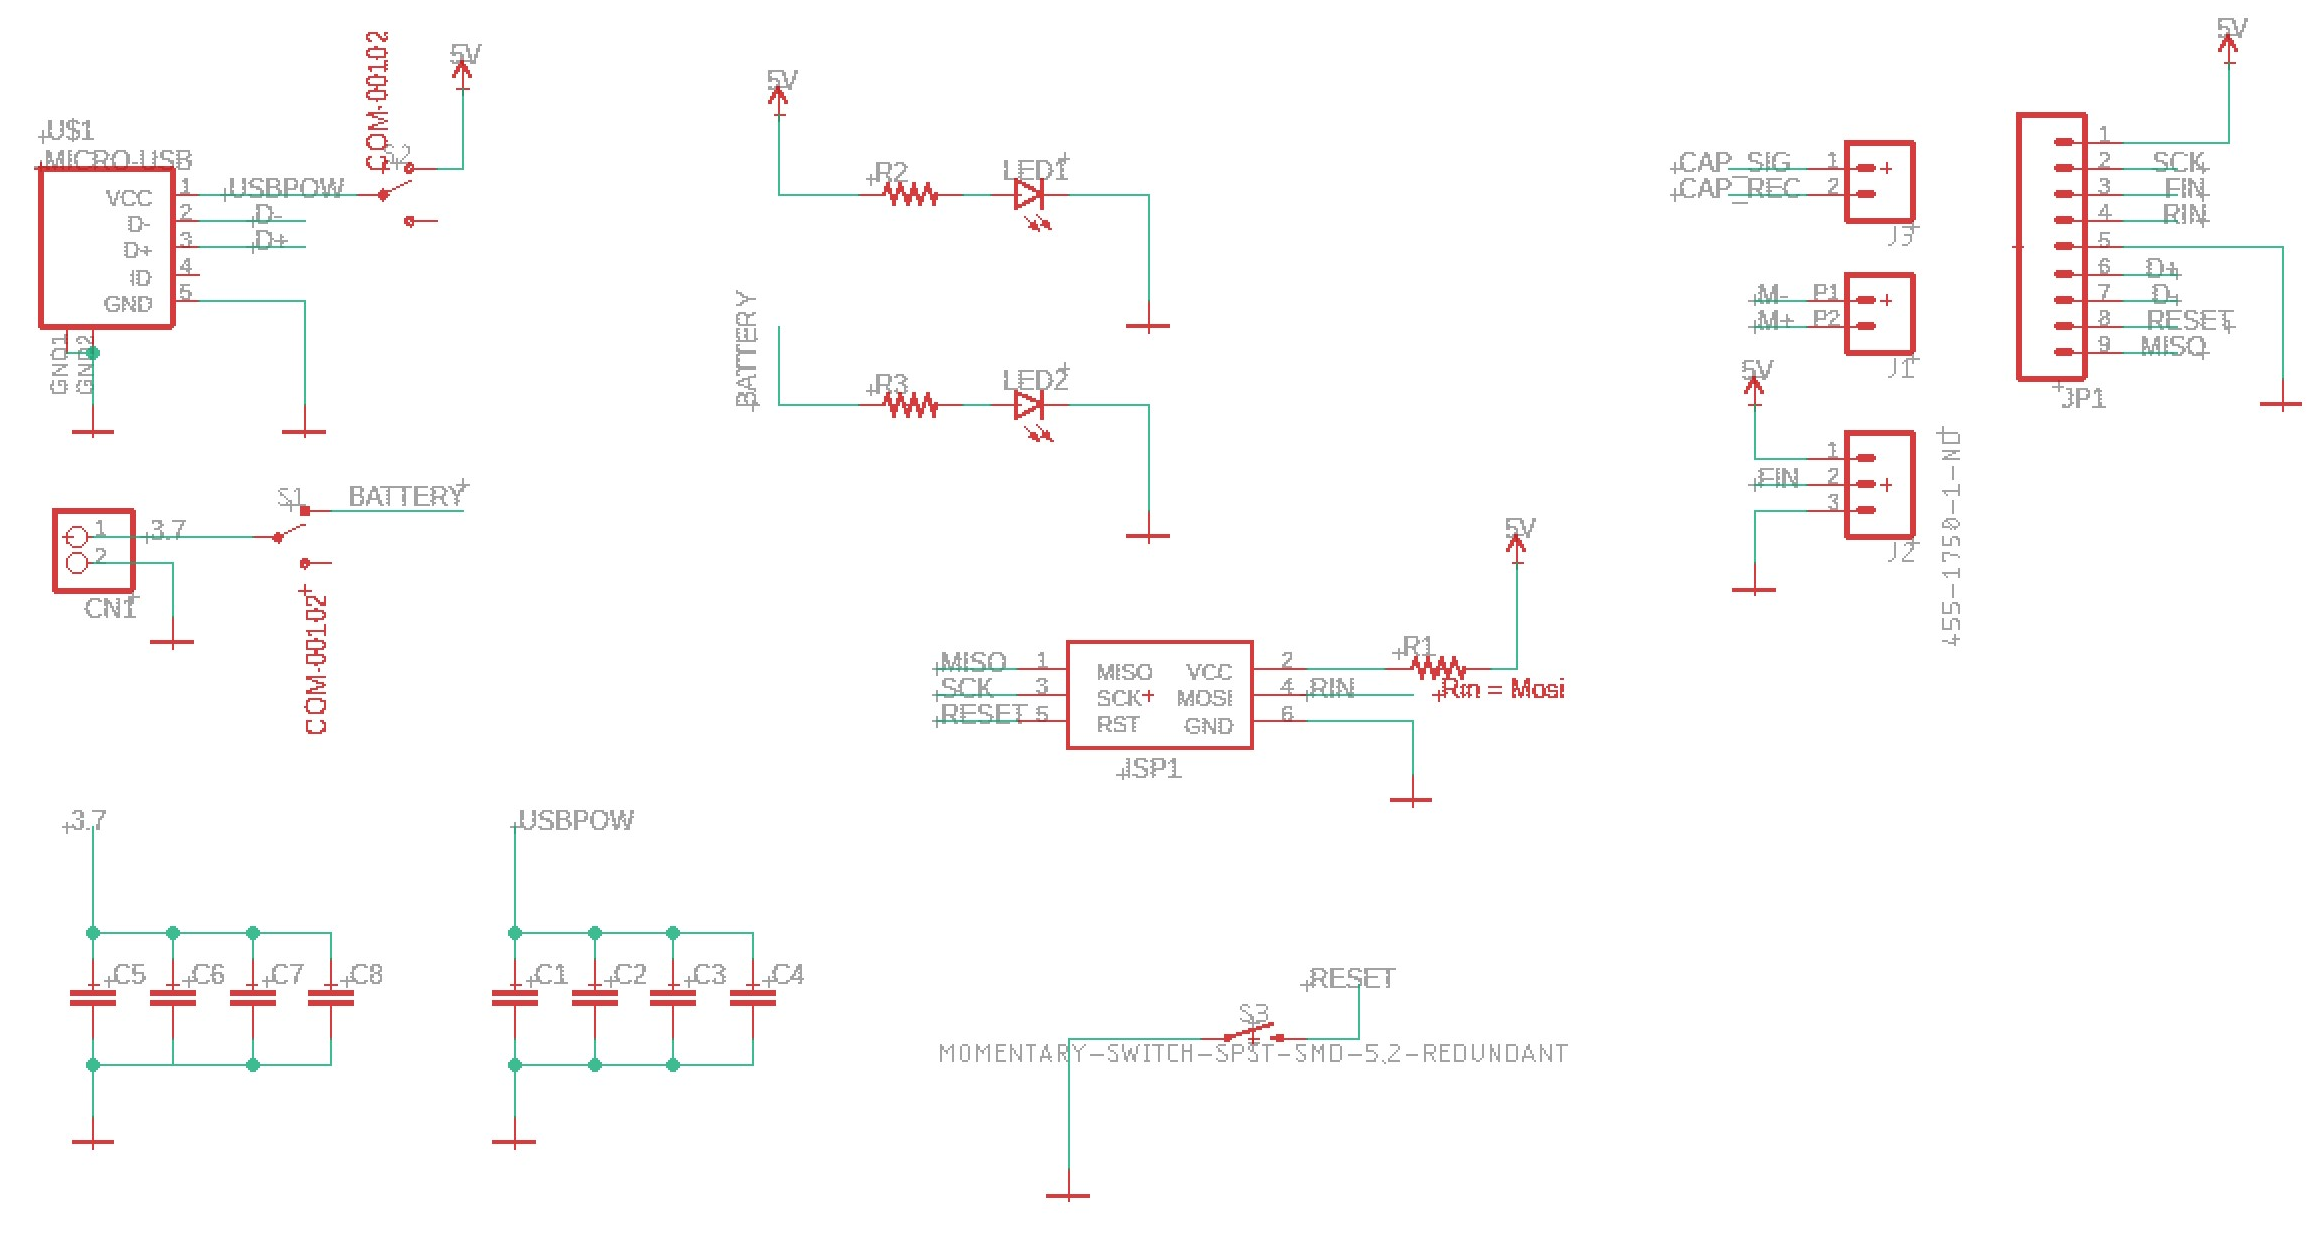 U$1
MICRO-USB
VCC
D-
D+
ID
GND
1
2
3
4
5
GND1
GND2
USBPOW
D-
D+
COM-00102
S2
5V
CN1
1
2
3.7
S1
BATTERY
COM-00102
5V
R2
LED1
BATTERY
R3
LED2
CAP_SIG
CAP_REC
1
2
J3
M-
M+
P1
P2
J1
5V
FIN
1
2
3
J2
455-1750-1-ND
5V
1
2 SCK
3 FIN
4 RIN
5
6 D+
7 D-
8 RESET
9 MISO
JP1
MISO 1
SCK 3
RESET 5
MISO VCC
SCK MOSI
RST GND
2
4 RIN
6
ISP1
R1
5V
Rin = Mosi
3.7
C5 C6 C7 C8
USBPOW
C1 C2 C3 C4
RESET
S3
MOMENTARY-SWITCH-SPST-SMD-5.2-REDUNDANT